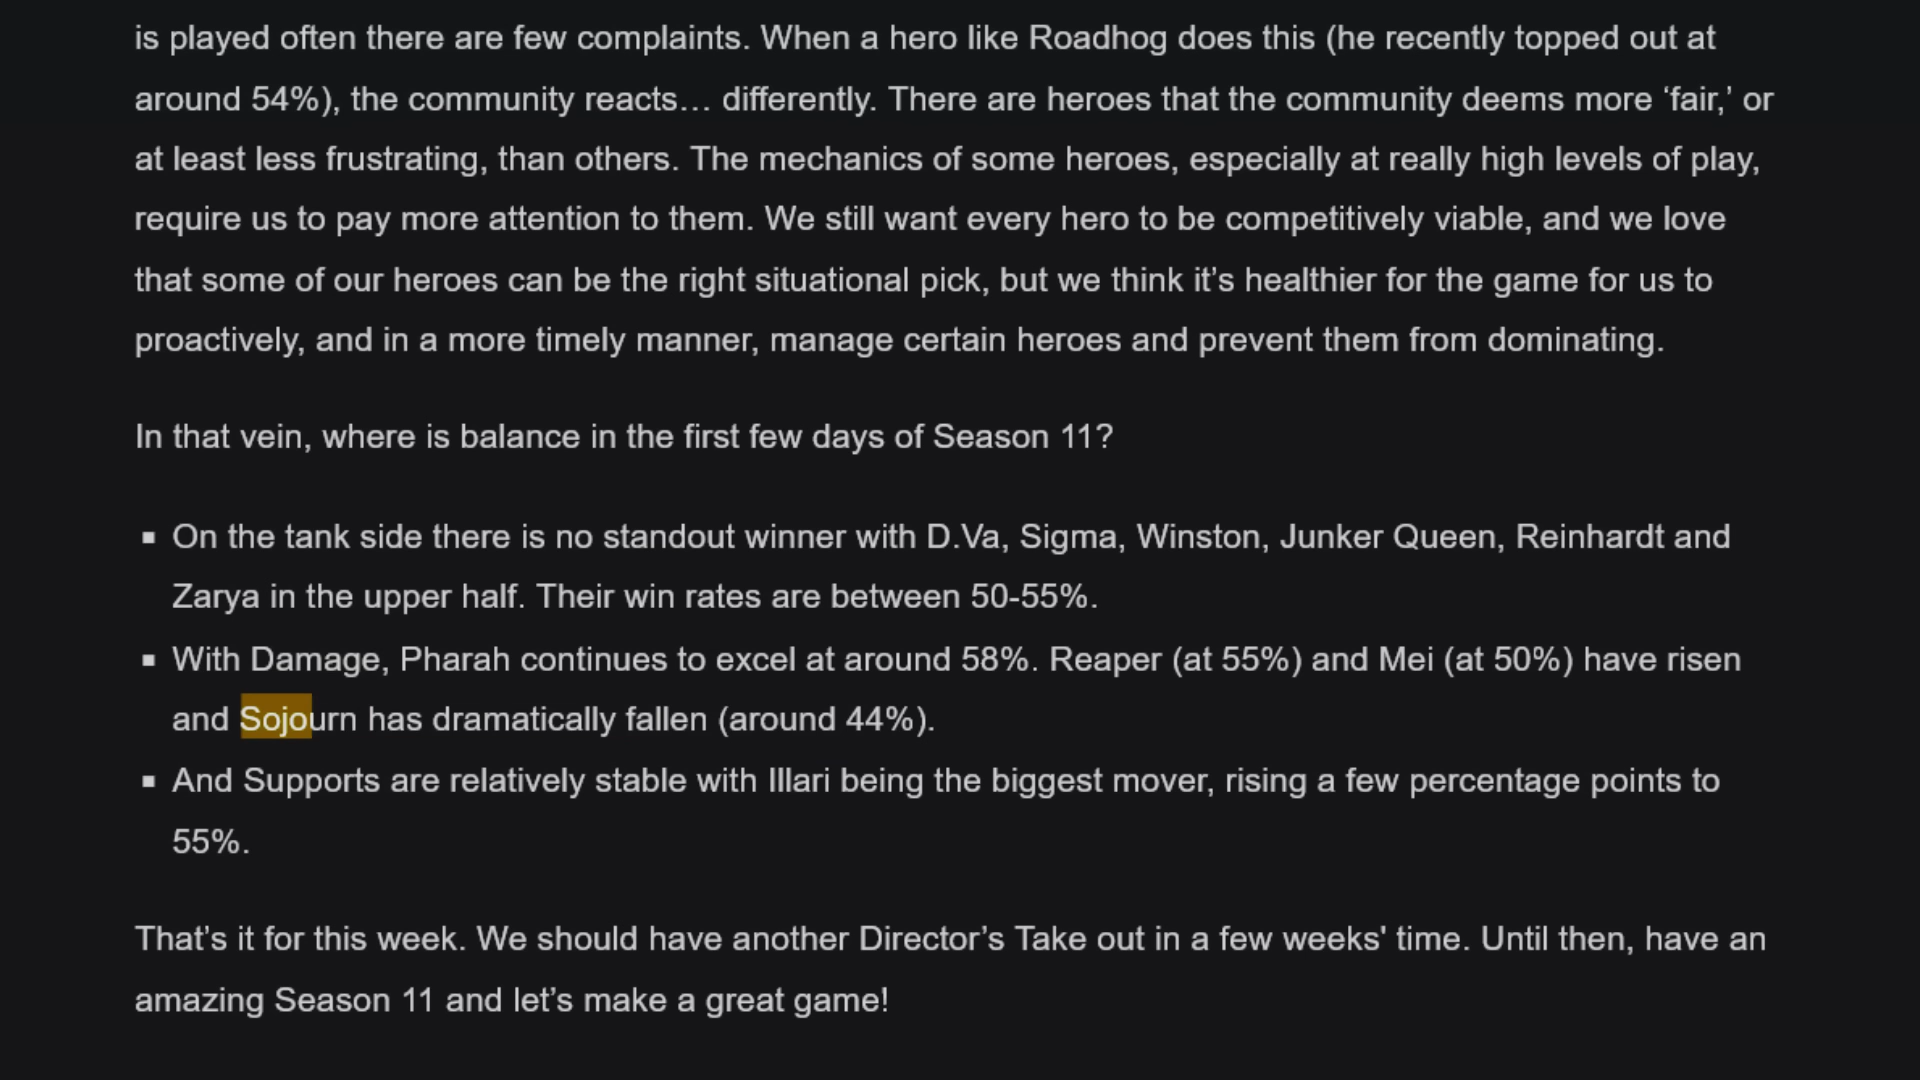 is played often there are few complaints. When a hero like Roadhog does this (he recently topped out at
around 54%), the community reacts… differently. There are heroes that the community deems more ‘fair,’ or
at least less frustrating, than others. The mechanics of some heroes, especially at really high levels of play,
require us to pay more attention to them. We still want every hero to be competitively viable, and we love
that some of our heroes can be the right situational pick, but we think it’s healthier for the game for us to
proactively, and in a more timely manner, manage certain heroes and prevent them from dominating.
In that vein, where is balance in the first few days of Season 11?
▪ On the tank side there is no standout winner with D.Va, Sigma, Winston, Junker Queen, Reinhardt and
Zarya in the upper half. Their win rates are between 50-55%.
▪ With Damage, Pharah continues to excel at around 58%. Reaper (at 55%) and Mei (at 50%) have risen
and Sojourn has dramatically fallen (around 44%).
▪ And Supports are relatively stable with Illari being the biggest mover, rising a few percentage points to
55%.
That’s it for this week. We should have another Director’s Take out in a few weeks' time. Until then, have an
amazing Season 11 and let’s make a great game!